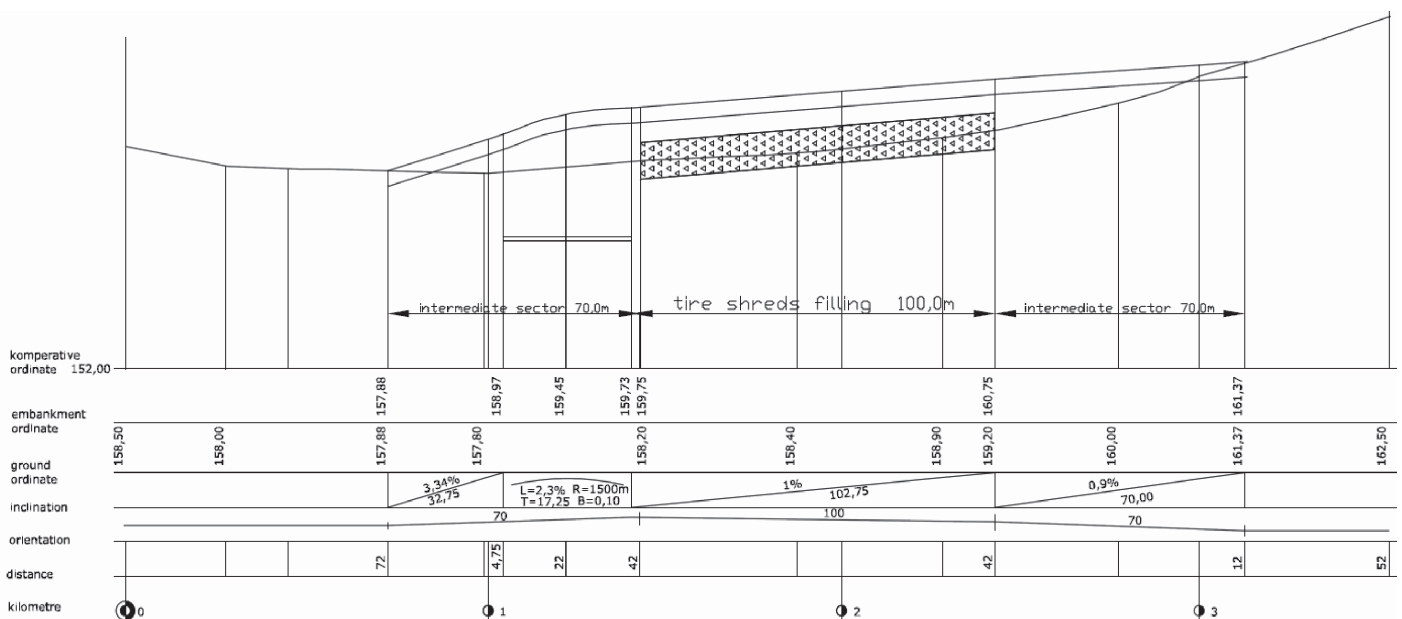 intermediate sector 70,0m
tire shreds filling 100,0m
intermediate sector 70,0m
komperative
ordinate 152,00
157,88
158,97
159,45
159,73
159,75
160,75
161,37
embankment
ordinate
158,50
158,00
157,88
157,80
158,20
158,40
158,90
159,20
160,00
161,37
162,50
ground
ordinate
3,34%
32,75
L=2,3% R=1500m
T=17,25 B=0,10
1%
102,75
0,9%
70,00
inclination
70
100
70
orientation
72
4,75
22
42
42
12
52
distance
kilometre
0
1
2
3